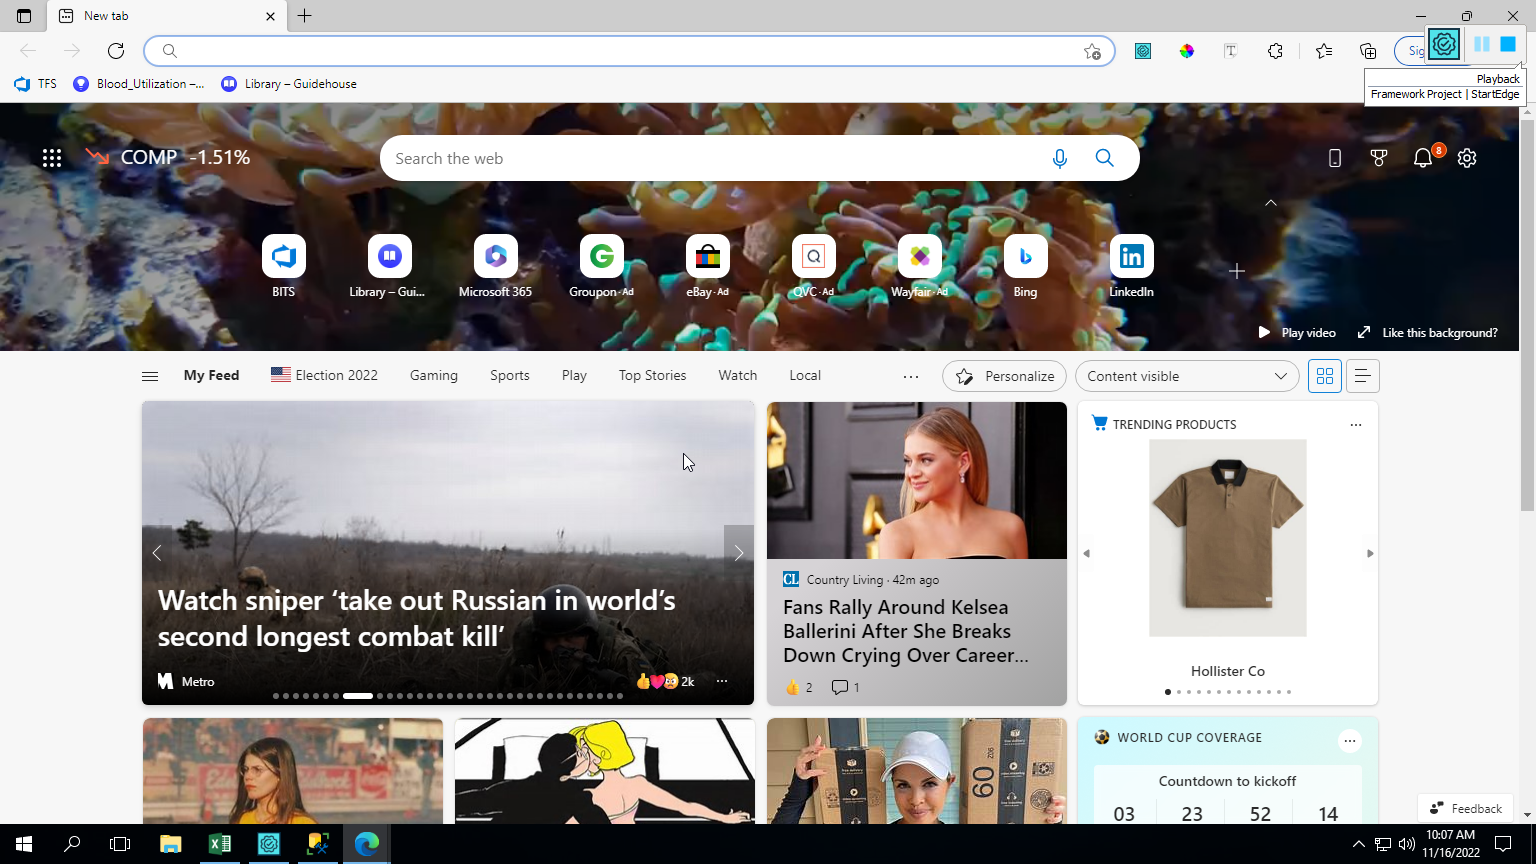 New tab
Sig
Playback
Framework Project | StartEdge
TFS
Blood_Utilization –...
Library – Guidehouse
COMP -1.51%
Search the web
8
BITS
Library – Gui...
Microsoft 365
Groupon · Ad
eBay · Ad
QVC · Ad
Wayfair · Ad
Bing
LinkedIn
Play video
Like this background?
My Feed
Election 2022
Gaming
Sports
Play
Top Stories
Watch
Local
Personalize
Content visible
Watch sniper ‘take out Russian in world’s
second longest combat kill’
Metro
2k
CL Country Living · 42m ago
Fans Rally Around Kelsea
Ballerini After She Breaks
Down Crying Over Career...
2
1
TRENDING PRODUCTS
Hollister Co
60
WORLD CUP COVERAGE
Countdown to kickoff
03 23 52 14
Feedback
10:07 AM
11/16/2022